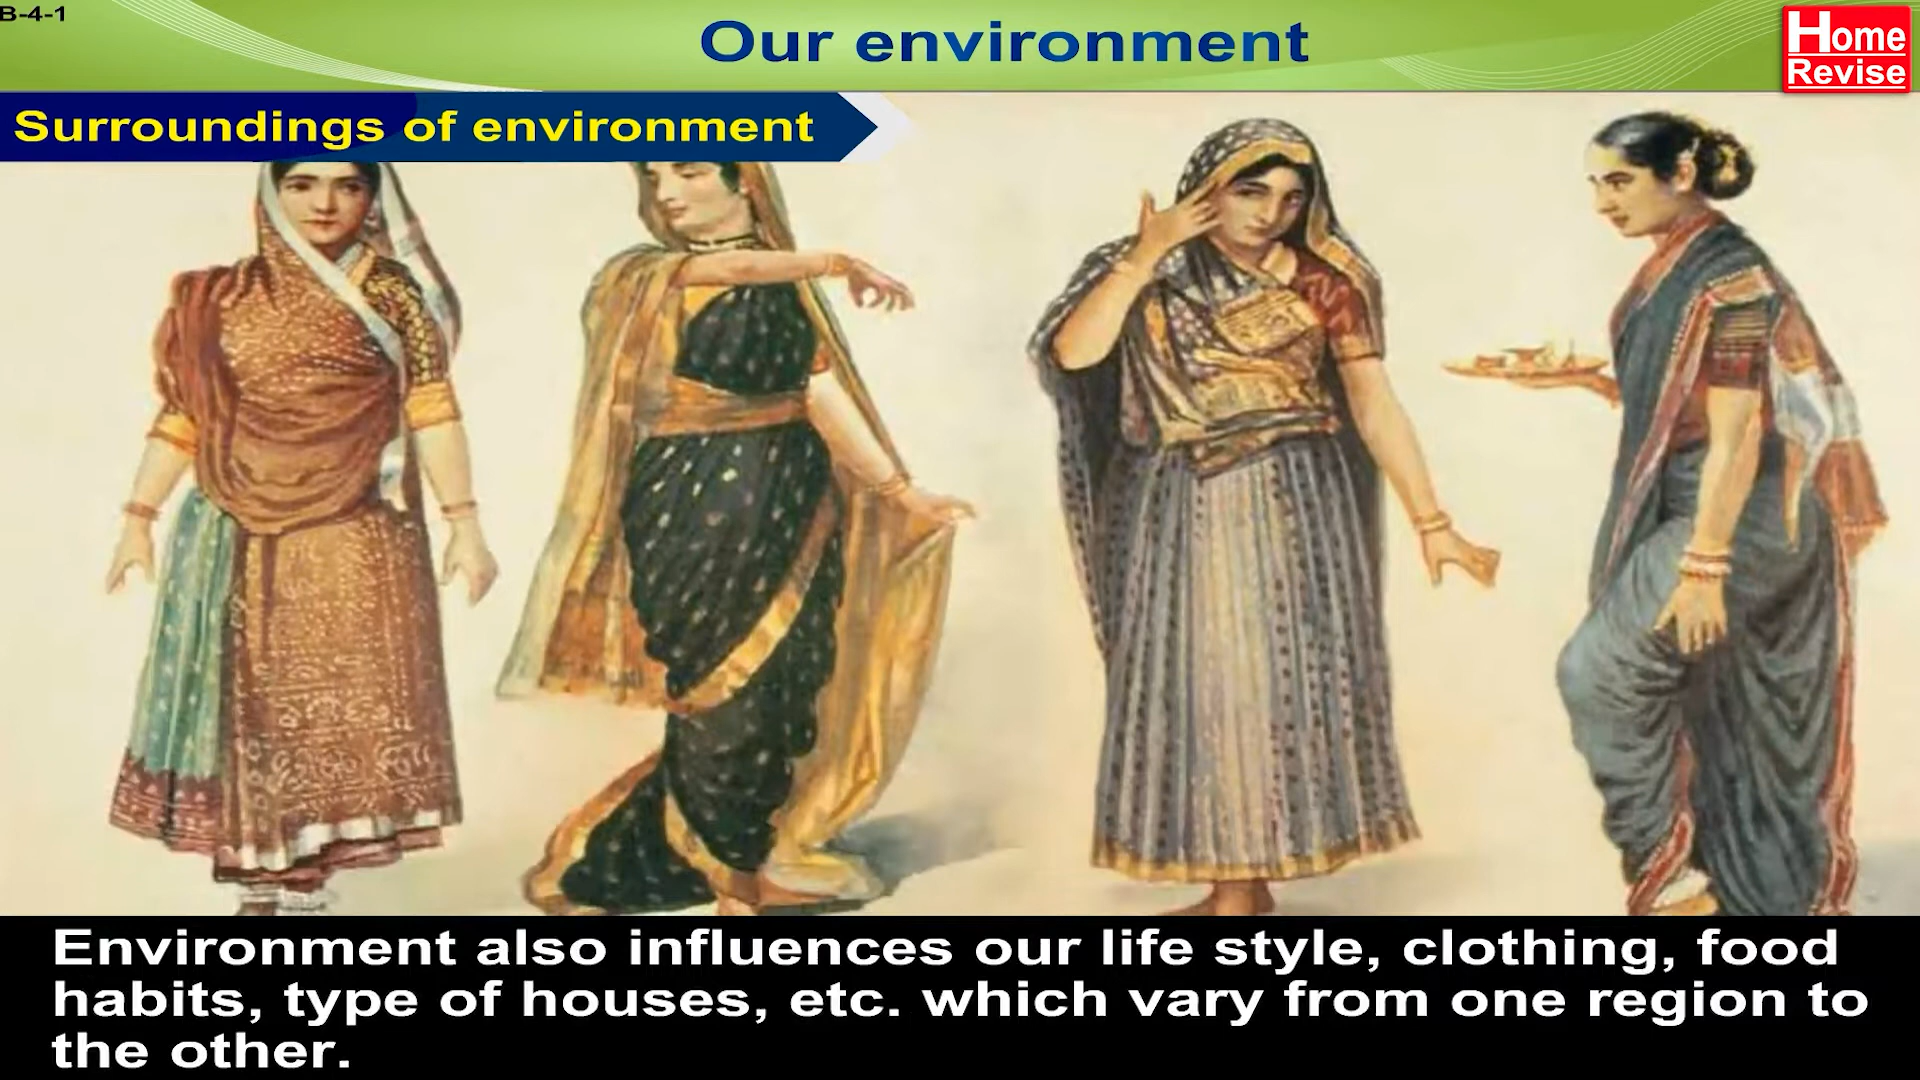 B-4-1
Our environment
Home
Revise
Surroundings of environment
Environment also influences our life style, clothing, food
habits, type of houses, etc. which vary from one region to
the other.